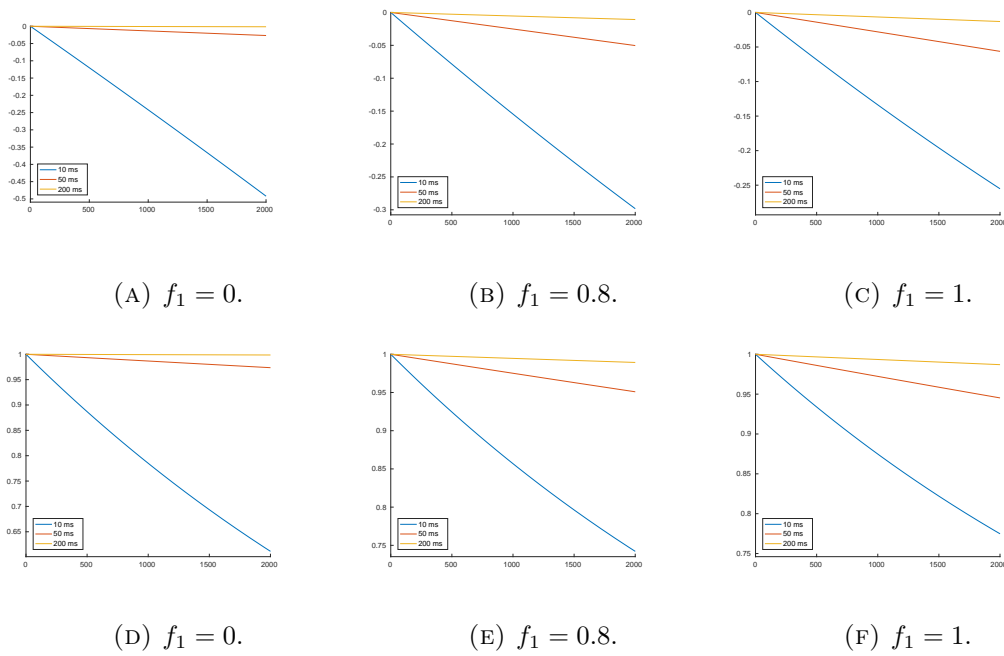 0
-0.05
-0.1
-0.15
-0.2
-0.25
-0.3
-0.35
-0.4
-0.45
-0.5
10 ms
50 ms
200 ms
0 500 1000 1500 2000
0
-0.05
-0.1
-0.15
-0.2
-0.25
-0.3
10 ms
50 ms
200 ms
0 500 1000 1500 2000
0
-0.05
-0.1
-0.15
-0.2
-0.25
10 ms
50 ms
200 ms
0 500 1000 1500 2000
(A) f₁ = 0.
(B) f₁ = 0.8.
(C) f₁ = 1.
1
0.95
0.9
0.85
0.8
0.75
0.7
0.65
10 ms
50 ms
200 ms
0 500 1000 1500 2000
1
0.95
0.9
0.85
0.8
0.75
10 ms
50 ms
200 ms
0 500 1000 1500 2000
1
0.95
0.9
0.85
0.8
0.75
10 ms
50 ms
200 ms
0 500 1000 1500 2000
(D) f₁ = 0.
(E) f₁ = 0.8.
(F) f₁ = 1.